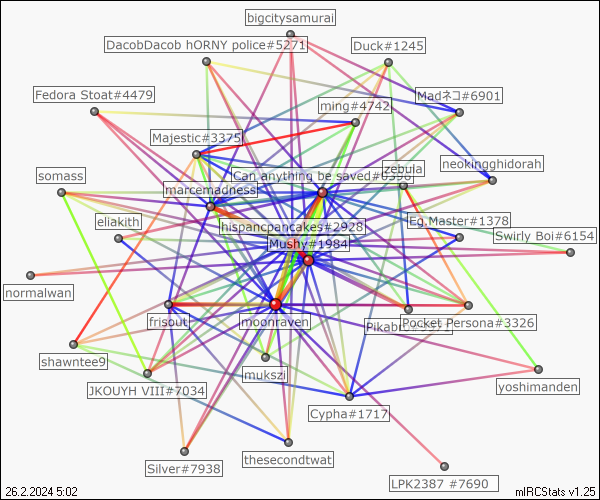 bigcitysamurai
DacobDacob hORNY police#5271
Duck#1245
Fedora Stoat#4479
Madネコ#6901
ming#4742
Majestic#3375
neokingghidorah
zebula
Can anything be saved#0398
somass
marcemadness
eliakith
hispancpancakes#2928
Eg.Master#1378
Swirly Boi#6154
Mushy#1984
normalwan
frisout
moonraven
Pocket Persona#3326
shawntee9
mukszi
JKOUYH VIII#7034
yoshimanden
Cypha#1717
thesecondtwat
Silver#7938
LPK2387 #7690
26.2.2024 5:02
mIRCStats v1.25